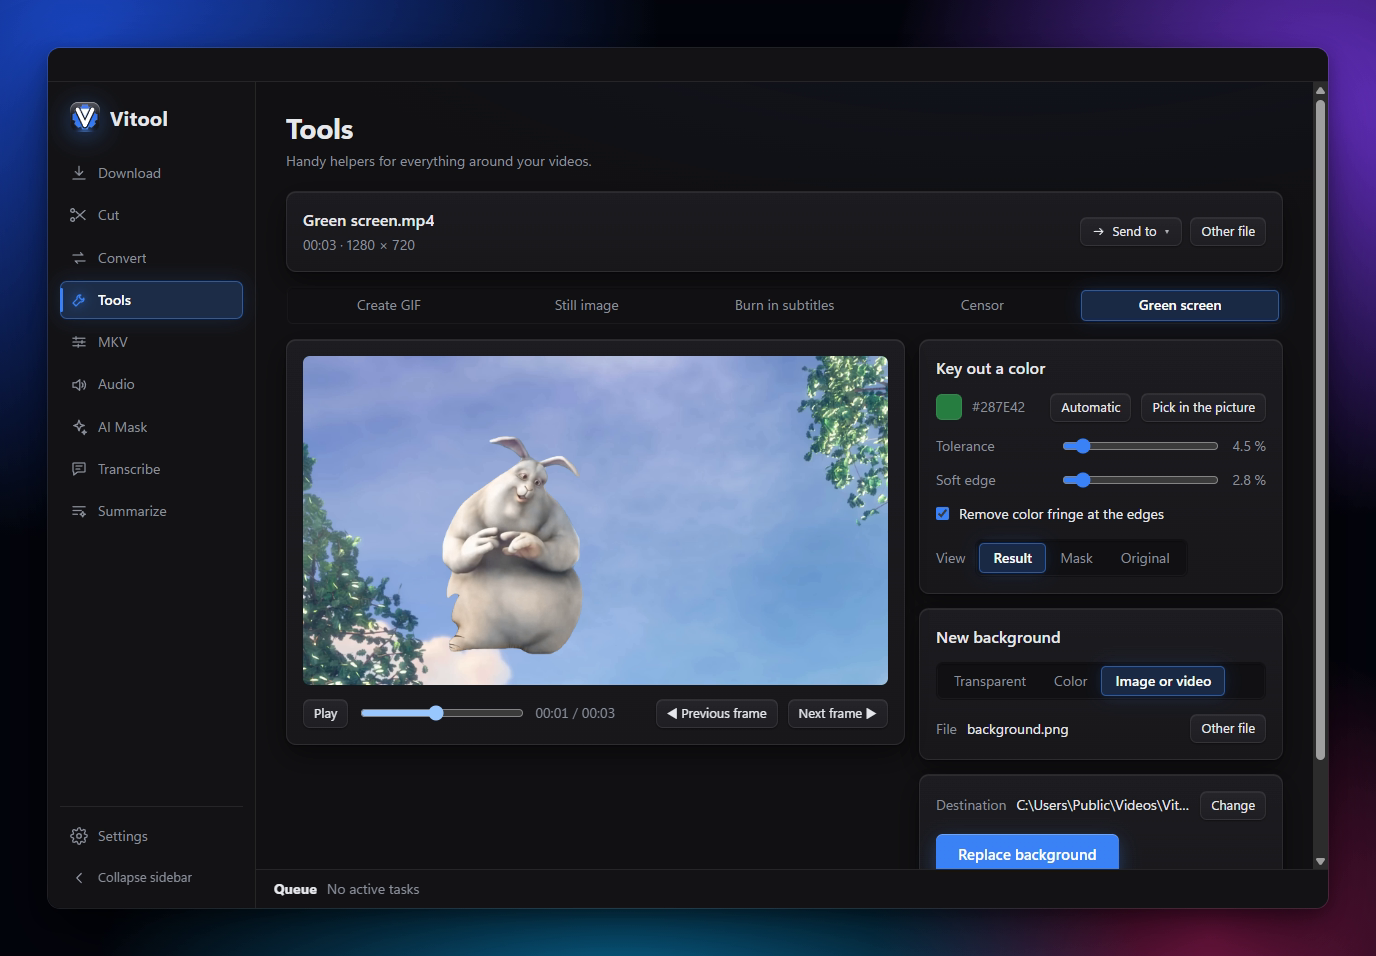 Vitool
Download
Cut
Convert
Tools
MKV
Audio
AI Mask
Transcribe
Summarize
Settings
Collapse sidebar
Tools
Handy helpers for everything around your videos.
Green screen.mp4
00:03 · 1280 × 720
→ Send to ▾
Other file
Create GIF
Still image
Burn in subtitles
Censor
Green screen
Play
00:01 / 00:03
◀ Previous frame
Next frame ▶
Key out a color
#287E42
Automatic
Pick in the picture
Tolerance
4.5 %
Soft edge
2.8 %
Remove color fringe at the edges
View
Result
Mask
Original
New background
Transparent
Color
Image or video
File
background.png
Other file
Destination
C:\Users\Public\Videos\Vit...
Change
Replace background
Queue
No active tasks